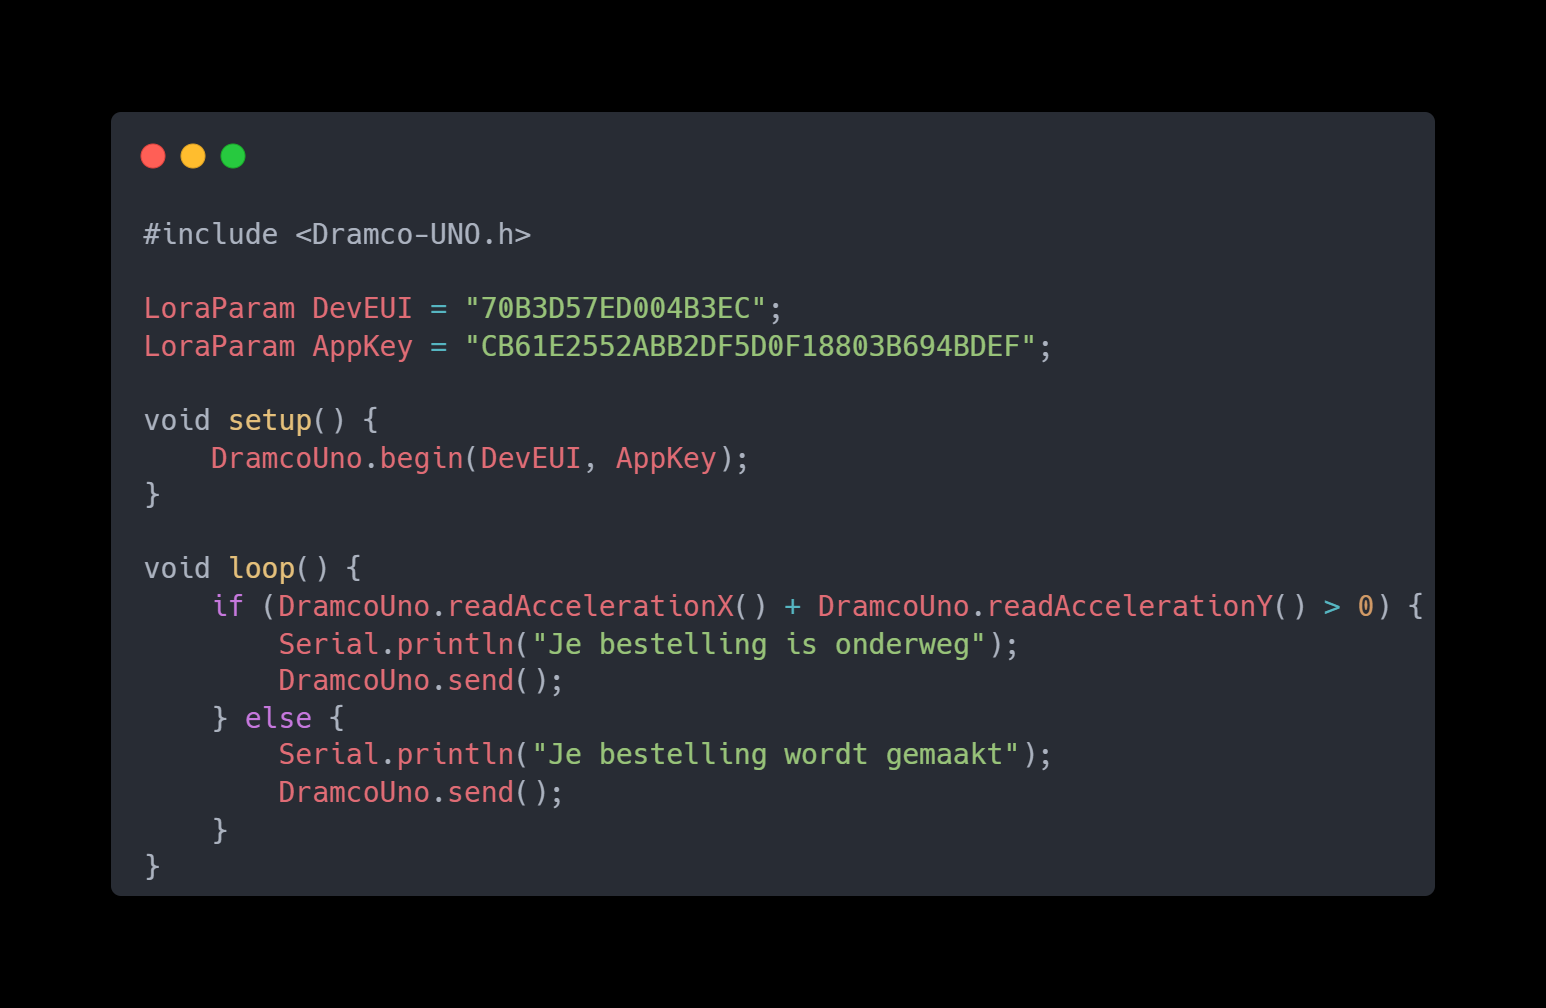 #include <Dramco-UNO.h>
LoraParam DevEUI = "70B3D57ED004B3EC";
LoraParam AppKey = "CB61E2552ABB2DF5D0F18803B694BDEF";
void setup() {
    DramcoUno.begin(DevEUI, AppKey);
}
void loop() {
    if (DramcoUno.readAccelerationX() + DramcoUno.readAccelerationY() > 0) {
        Serial.println("Je bestelling is onderweg");
        DramcoUno.send();
    } else {
        Serial.println("Je bestelling wordt gemaakt");
        DramcoUno.send();
    }
}